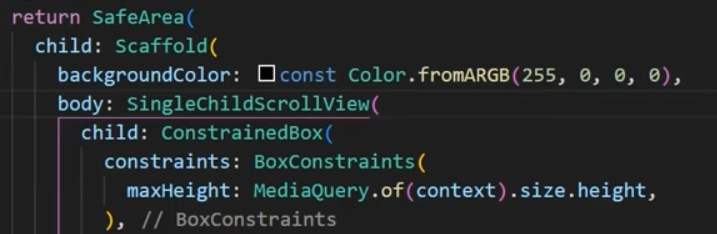 return SafeArea(
child: Scaffold(
backgroundColor: const Color.fromARGB(255, 0, 0, 0),
body: SingleChildScrollView(
child: ConstrainedBox(
constraints: BoxConstraints(
maxHeight: MediaQuery.of(context).size.height,
), // BoxConstraints